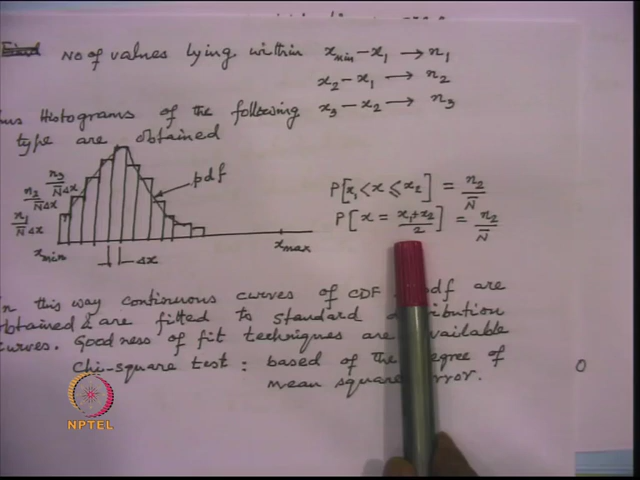 No of values lying within x_min - x_1 → n_1
x_2 - x_1 → n_2
x_3 - x_2 → n_3
Histograms of the following
type are obtained
pdf
n_3/NΔx
n_2/NΔx
n_1/NΔx
x_min
Δx
x_max
P[x_1 < x ≤ x_2] = n_2/N
P[x = (x_1+x_2)/2] = n_2/N
In this way continuous curves of CDF pdf are
obtained & are fitted to standard
curves. Goodness of fit techniques are available
Chi-square test : based of the degree of
mean square error.
0
NPTEL